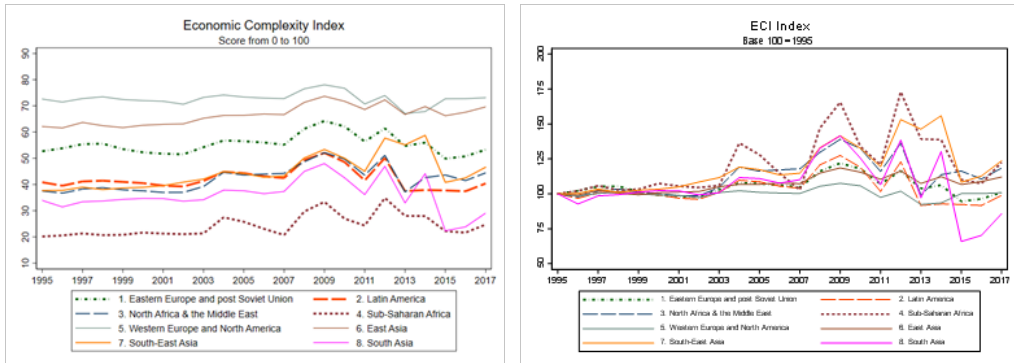 Economic Complexity Index
Score from 0 to 100
90
80
70
60
50
40
30
20
10
1995 1997 1999 2001 2003 2005 2007 2009 2011 2013 2015 2017
1. Eastern Europe and post Soviet Union
2. Latin America
3. North Africa & the Middle East
4. Sub-Saharan Africa
5. Western Europe and North America
6. East Asia
7. South-East Asia
8. South Asia
ECI Index
Base 100 = 1995
200
175
150
125
100
75
50
1995 1997 1999 2001 2003 2005 2007 2009 2011 2013 2015 2017
1. Eastern Europe and post Soviet Union
2. Latin America
3. North Africa & the Middle East
4. Sub-Saharan Africa
5. Western Europe and North America
6. East Asia
7. South-East Asia
8. South Asia